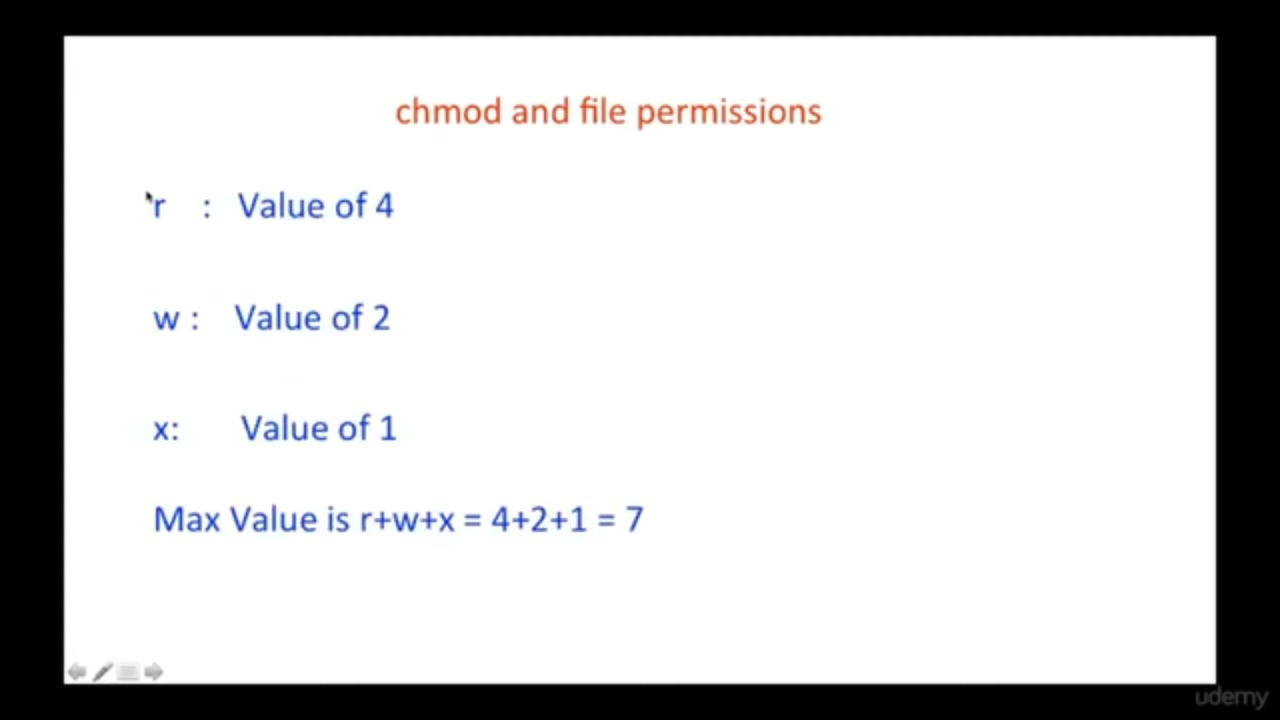 chmod and file permissions
r : Value of 4
w : Value of 2
x: Value of 1
Max Value is r+w+x = 4+2+1 = 7
udemy